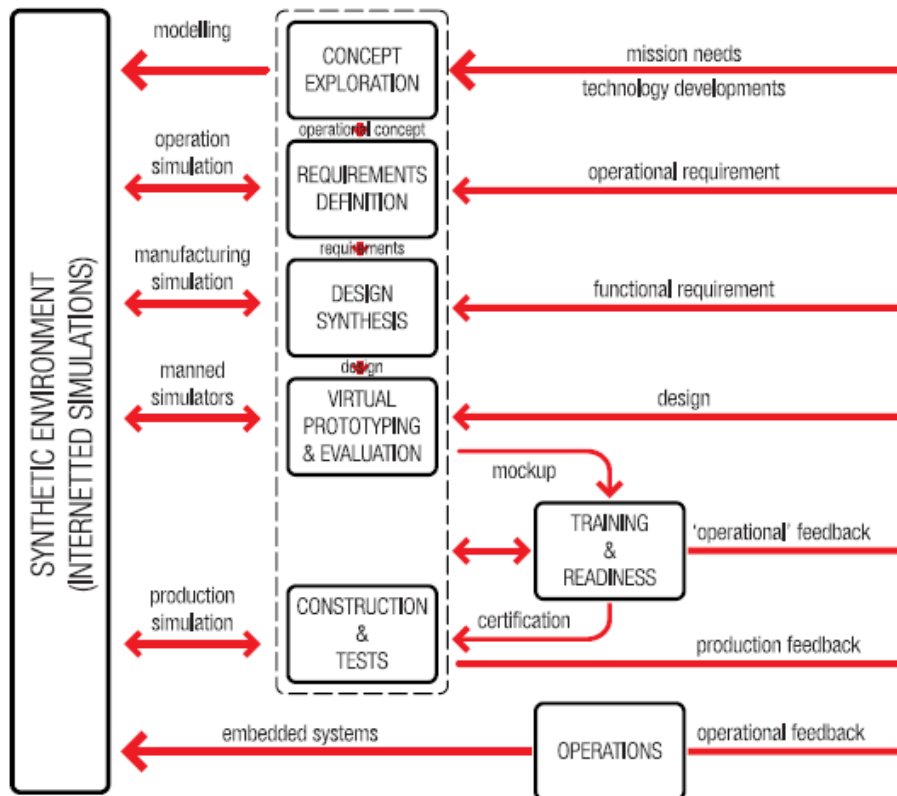 SYNTHETIC ENVIRONMENT
(INTERNETTED SIMULATIONS)
modelling
CONCEPT
EXPLORATION
mission needs
technology developments
operational concept
operation
simulation
REQUIREMENTS
DEFINITION
operational requirement
requirements
manufacturing
simulation
DESIGN
SYNTHESIS
functional requirement
design
manned
simulators
VIRTUAL
PROTOTYPING
& EVALUATION
design
mockup
TRAINING
&
READINESS
'operational' feedback
production
simulation
CONSTRUCTION
&
TESTS
certification
production feedback
embedded systems
OPERATIONS
operational feedback